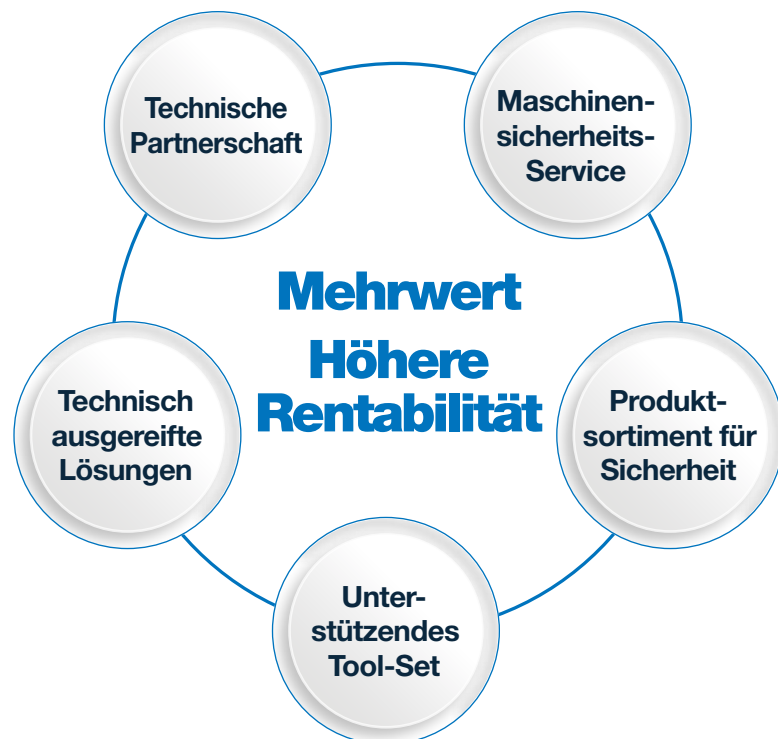 Technische
Partnerschaft
Maschinen-
sicherheits-
Service
Mehrwert
Höhere
Rentabilität
Technisch
ausgereifte
Lösungen
Produkt-
sortiment für
Sicherheit
Unter-
stützendes
Tool-Set